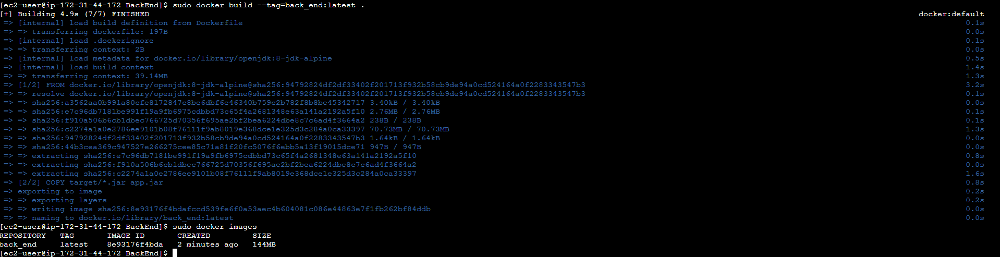 [ec2-user@ip-172-31-44-172 BackEnd]$ sudo docker build --tag=back_end:latest .
[+] Building 4.9s (7/7) FINISHED docker:default
=> [internal] load build definition from Dockerfile 0.1s
=> => transferring dockerfile: 197B 0.0s
=> [internal] load .dockerignore 0.1s
=> => transferring context: 2B 0.0s
=> [internal] load metadata for docker.io/library/openjdk:8-jdk-alpine 0.5s
=> [internal] load build context 1.4s
=> => transferring context: 39.14MB 1.3s
=> [1/2] FROM docker.io/library/openjdk:8-jdk-alpine@sha256:94792824df2df33402f201713f932b58cb9de94a0cd524164a0f2283343547b3 3.2s
=> => resolve docker.io/library/openjdk:8-jdk-alpine@sha256:94792824df2df33402f201713f932b58cb9de94a0cd524164a0f2283343547b3 0.1s
=> => sha256:a3562aa0b991a80cfe8172847c8be6dbf6e46340b759c2b782f8b8be45342717 3.40kB / 3.40kB 0.0s
=> => sha256:e7c96db7181be991f19a9fb6975cdbbd73c65f4a2681348e63a141a2192a5f10 2.76MB / 2.76MB 0.1s
=> => sha256:f910a506b6cb1dbec766725d70356f695ae2bf2bea6224dbe8c7c6ad4f3664a2 238B / 238B 0.1s
=> => sha256:c2274a1a0e2786ee9101b08f76111f9ab8019e368dce1e325d3c284a0ca33397 70.73MB / 70.73MB 1.3s
=> => sha256:94792824df2df33402f201713f932b58cb9de94a0cd524164a0f2283343547b3 1.64kB / 1.64kB 0.0s
=> => sha256:44b3cea369c947527e266275cee85c71a81f20fc5076f6ebb5a13f19015dce71 947B / 947B 0.0s
=> => extracting sha256:e7c96db7181be991f19a9fb6975cdbbd73c65f4a2681348e63a141a2192a5f10 0.8s
=> => extracting sha256:f910a506b6cb1dbec766725d70356f695ae2bf2bea6224dbe8c7c6ad4f3664a2 0.0s
=> => extracting sha256:c2274a1a0e2786ee9101b08f76111f9ab8019e368dce1e325d3c284a0ca33397 1.6s
=> [2/2] COPY target/*.jar app.jar 0.8s
=> exporting to image 0.2s
=> => exporting layers 0.2s
=> => writing image sha256:8e93176f4bdafccd539fe6f0a53aec4b604081c086e44863e7f1fb262bf84ddb 0.0s
=> => naming to docker.io/library/back_end:latest 0.0s
[ec2-user@ip-172-31-44-172 BackEnd]$ sudo docker images
REPOSITORY TAG IMAGE ID CREATED SIZE
back_end latest 8e93176f4bda 2 minutes ago 144MB
[ec2-user@ip-172-31-44-172 BackEnd]$